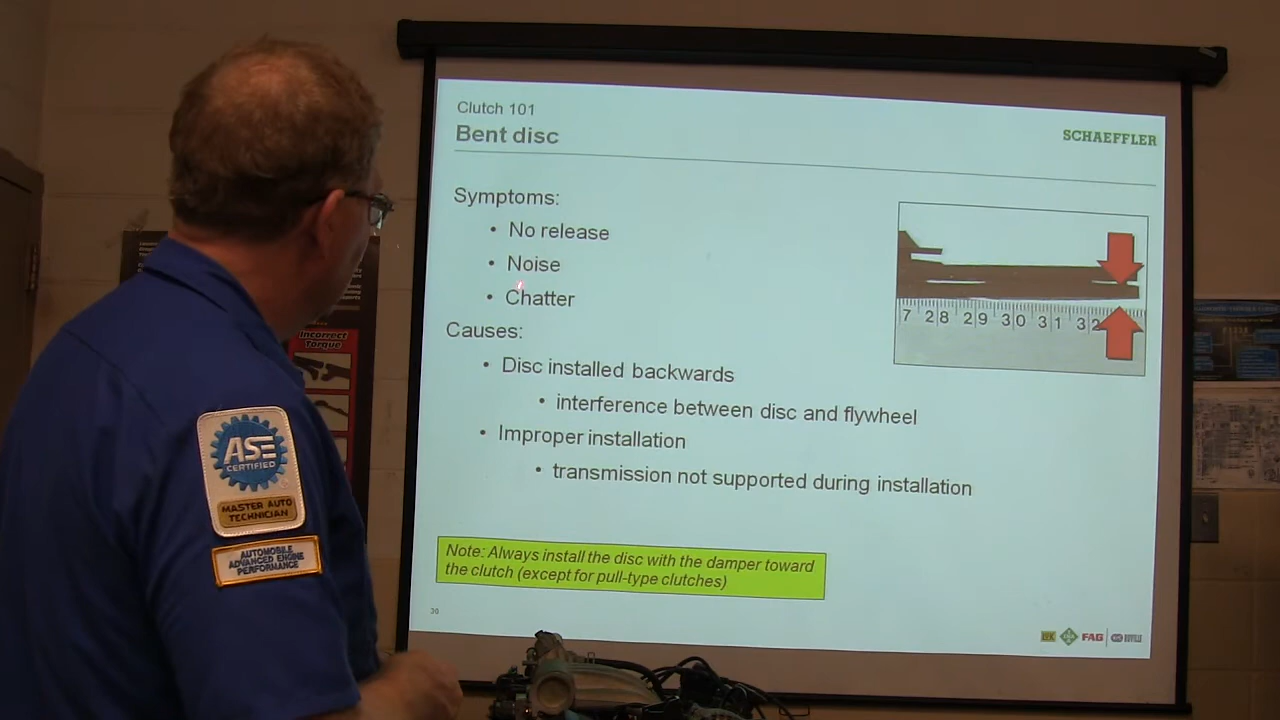 Clutch 101
Bent disc
SCHAEFFLER
Symptoms:
• No release
• Noise
• Chatter
Causes:
• Disc installed backwards
• interference between disc and flywheel
• Improper installation
• transmission not supported during installation
7 28 29 30 31 32
Note: Always install the disc with the damper toward
the clutch (except for pull-type clutches)
30
FAG
ASE
CERTIFIED
MASTER AUTO
TECHNICIAN
AUTOMOBILE
ADVANCED ENGINE
PERFORMANCE
Incorrect
Torque